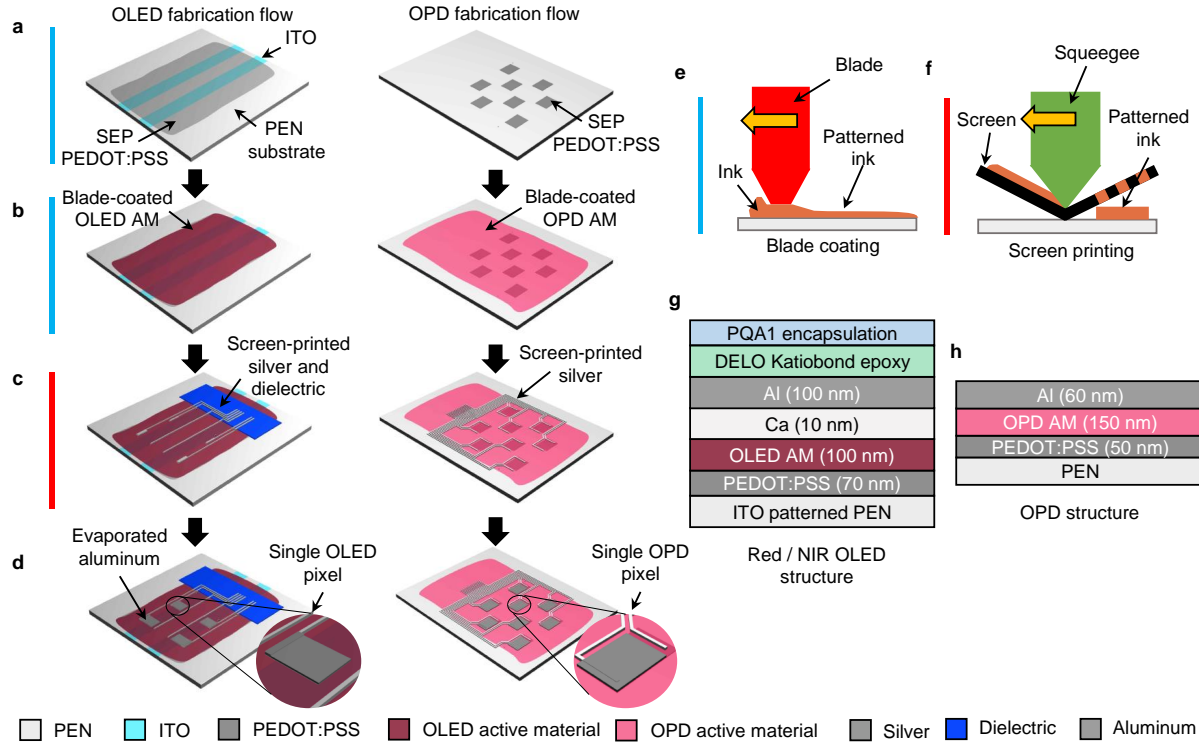 OLED fabrication flow
OPD fabrication flow
a
ITO
SEP
PEDOT:PSS
PEN
substrate
SEP
PEDOT:PSS
b
Blade-coated
OLED AM
Blade-coated
OPD AM
c
Screen-printed
silver and
dielectric
Screen-printed
silver
d
Evaporated
aluminum
Single OLED
pixel
Single OPD
pixel
e
Blade
Ink
Patterned
ink
Blade coating
f
Squeegee
Screen
Patterned
ink
Screen printing
g
PQA1 encapsulation
DELO Katiobond epoxy
Al (100 nm)
Ca (10 nm)
OLED AM (100 nm)
PEDOT:PSS (70 nm)
ITO patterned PEN
Red / NIR OLED
structure
h
Al (60 nm)
OPD AM (150 nm)
PEDOT:PSS (50 nm)
PEN
OPD structure
PEN
ITO
PEDOT:PSS
OLED active material
OPD active material
Silver
Dielectric
Aluminum